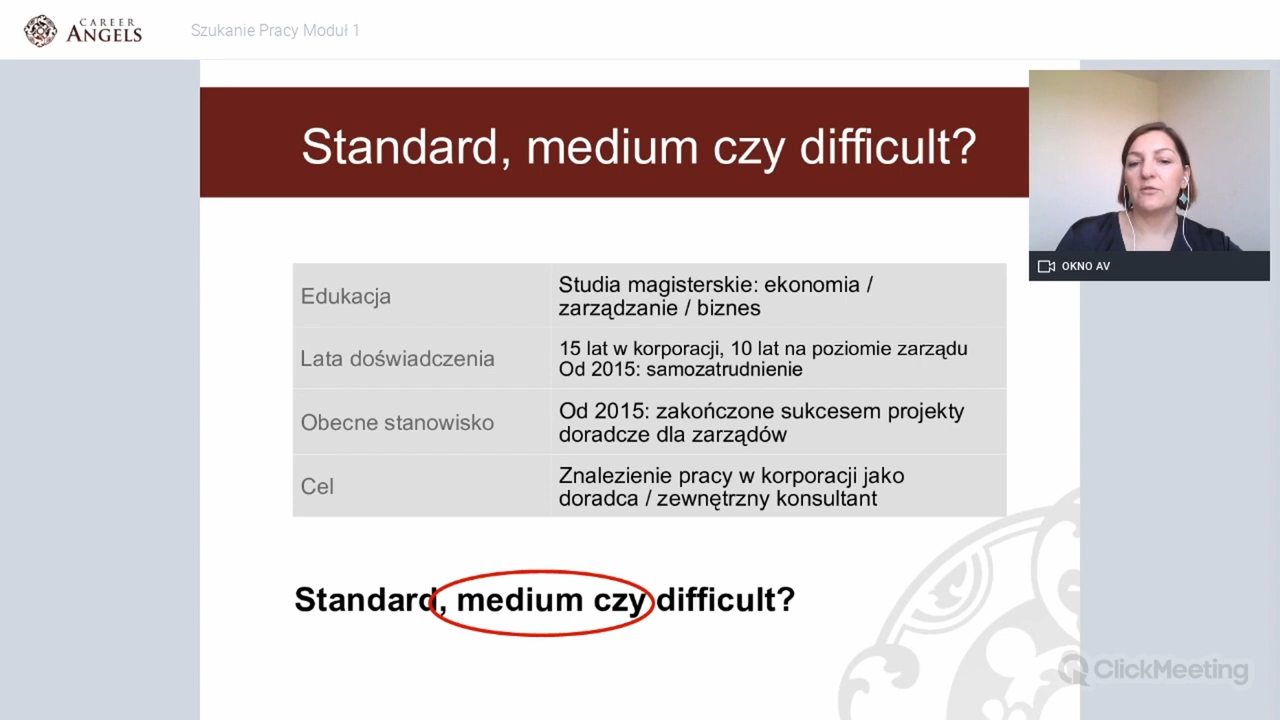 CAREER
ANGELS
Szukanie Pracy Moduł 1
Standard, medium czy difficult?
OKNO AV
Edukacja
Studia magisterskie: ekonomia /
zarządzanie / biznes
Lata doświadczenia
15 lat w korporacji, 10 lat na poziomie zarządu
Od 2015: samozatrudnienie
Obecne stanowisko
Od 2015: zakończone sukcesem projekty
doradcze dla zarządów
Cel
Znalezienie pracy w korporacji jako
doradca / zewnętrzny konsultant
Standard, medium czy difficult?
ClickMeeting